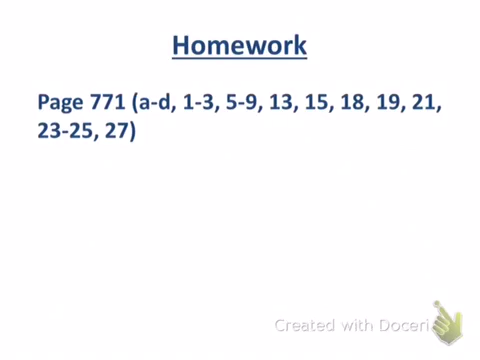 Homework
Page 771 (a-d, 1-3, 5-9, 13, 15, 18, 19, 21,
23-25, 27)
Created with Doceri